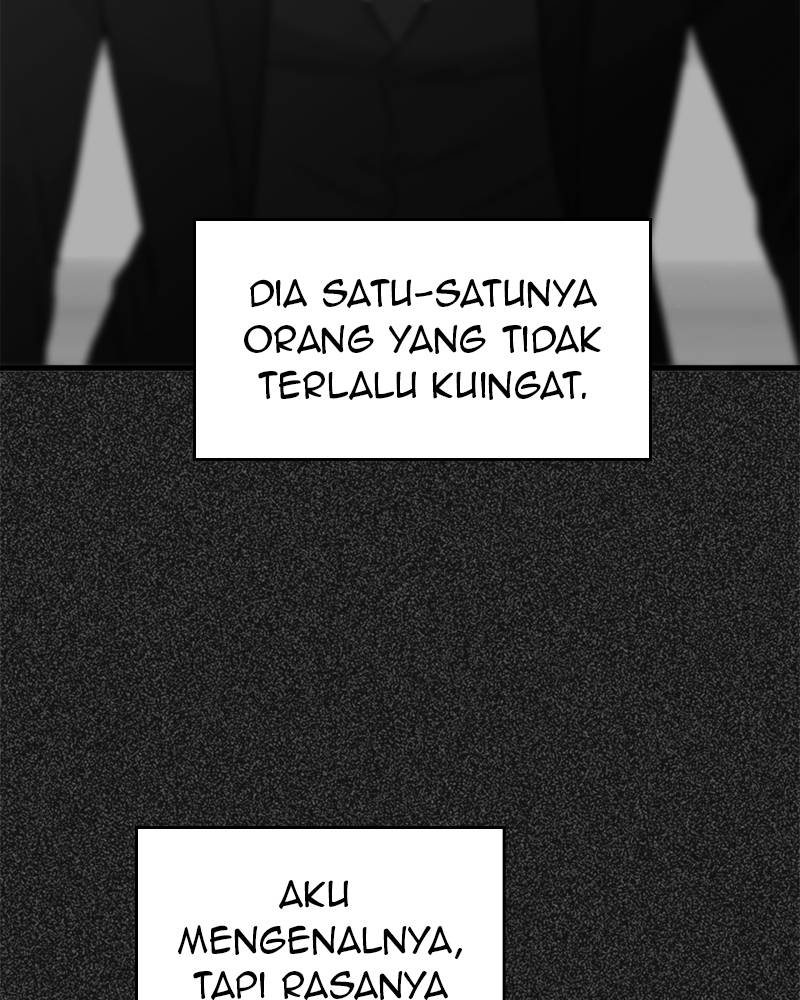 DIA SATU-SATUNYA
ORANG YANG TIDAK
TERLALU KUINGAT.
AKU
MENGENALNYA,
TAPI RASANYA